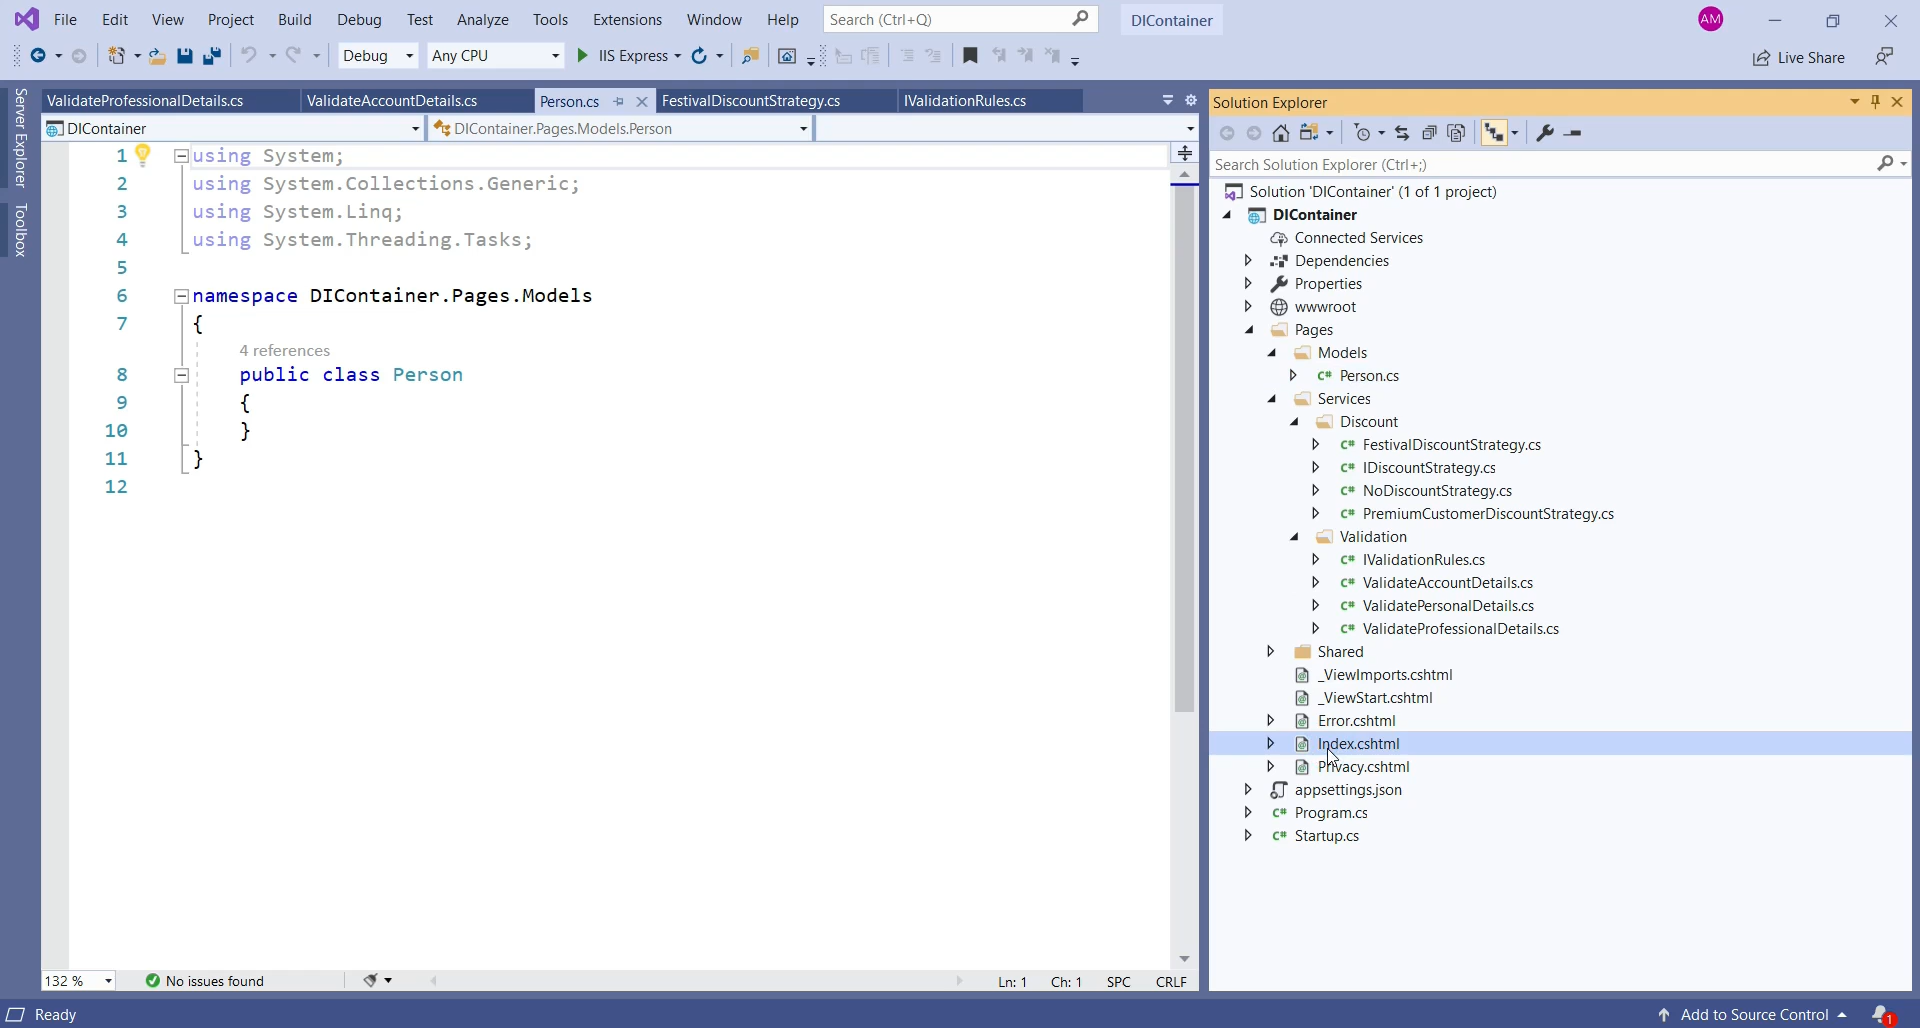 File Edit View Project Build Debug Test Analyze Tools Extensions Window Help Search (Ctrl+Q) DIContainer AM
Debug Any CPU IIS Express Live Share
Server Explorer
Toolbox
ValidateProfessionalDetails.cs ValidateAccountDetails.cs Person.cs FestivalDiscountStrategy.cs IValidationRules.cs
DIContainer DIContainer.Pages.Models.Person
1 using System;
2 using System.Collections.Generic;
3 using System.Linq;
4 using System.Threading.Tasks;
5
6 namespace DIContainer.Pages.Models
7 {
4 references
8 public class Person
9 {
10 }
11 }
12
132 % No issues found Ln: 1 Ch: 1 SPC CRLF
Solution Explorer
Search Solution Explorer (Ctrl+;)
Solution 'DIContainer' (1 of 1 project)
DIContainer
Connected Services
Dependencies
Properties
wwwroot
Pages
Models
C# Person.cs
Services
Discount
C# FestivalDiscountStrategy.cs
C# IDiscountStrategy.cs
C# NoDiscountStrategy.cs
C# PremiumCustomerDiscountStrategy.cs
Validation
C# IValidationRules.cs
C# ValidateAccountDetails.cs
C# ValidatePersonalDetails.cs
C# ValidateProfessionalDetails.cs
Shared
_ViewImports.cshtml
_ViewStart.cshtml
Error.cshtml
Index.cshtml
Privacy.cshtml
appsettings.json
C# Program.cs
C# Startup.cs
Ready Add to Source Control 1